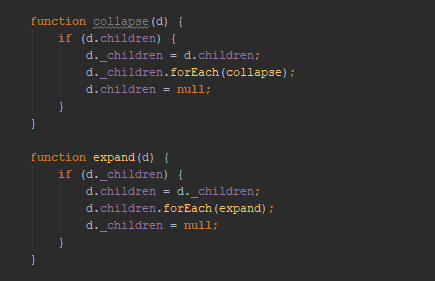 function collapse(d) {
if (d.children) {
d._children = d.children;
d._children.forEach(collapse);
d.children = null;
}
}
function expand(d) {
if (d._children) {
d.children = d._children;
d.children.forEach(expand);
d._children = null;
}
}